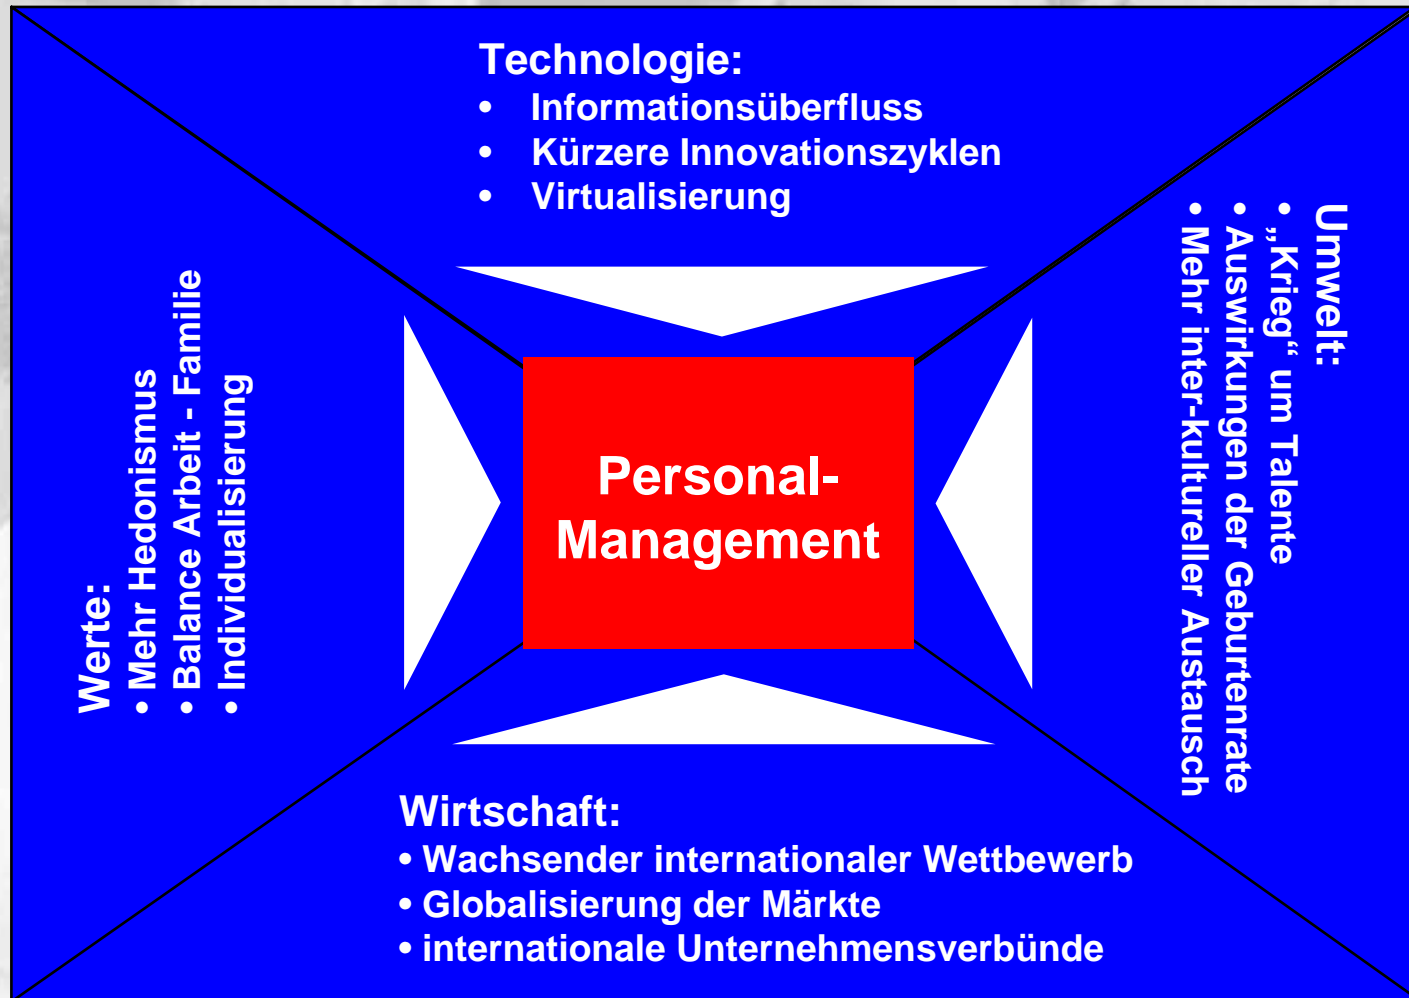 Technologie:
• Informationsüberfluss
• Kürzere Innovationszyklen
• Virtualisierung
Werte:
• Mehr Hedonismus
• Balance Arbeit - Familie
• Individualisierung
Personal-
Management
Umwelt:
• „Krieg“ um Talente
• Auswirkungen der Geburtenrate
• Mehr inter-kultureller Austausch
Wirtschaft:
• Wachsender internationaler Wettbewerb
• Globalisierung der Märkte
• internationale Unternehmensverbünde